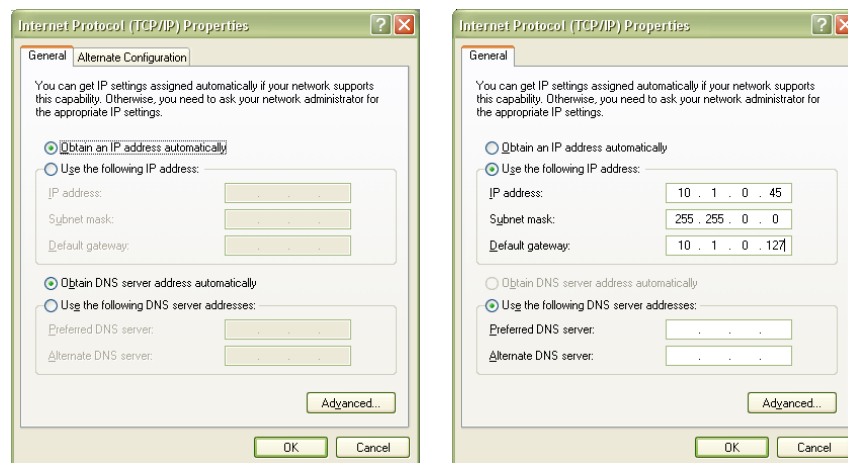 Internet Protocol (TCP/IP) Properties
General
Alternate Configuration
You can get IP settings assigned automatically if your network supports
this capability. Otherwise, you need to ask your network administrator for
the appropriate IP settings.
Obtain an IP address automatically
Use the following IP address:
IP address:
Subnet mask:
Default gateway:
Obtain DNS server address automatically
Use the following DNS server addresses:
Preferred DNS server:
Alternate DNS server:
Advanced...
OK
Cancel
Internet Protocol (TCP/IP) Properties
General
You can get IP settings assigned automatically if your network supports
this capability. Otherwise, you need to ask your network administrator for
the appropriate IP settings.
Obtain an IP address automatically
Use the following IP address:
IP address: 10 . 1 . 0 . 45
Subnet mask: 255 . 255 . 0 . 0
Default gateway: 10 . 1 . 0 . 127
Obtain DNS server address automatically
Use the following DNS server addresses:
Preferred DNS server:
Alternate DNS server:
Advanced...
OK
Cancel